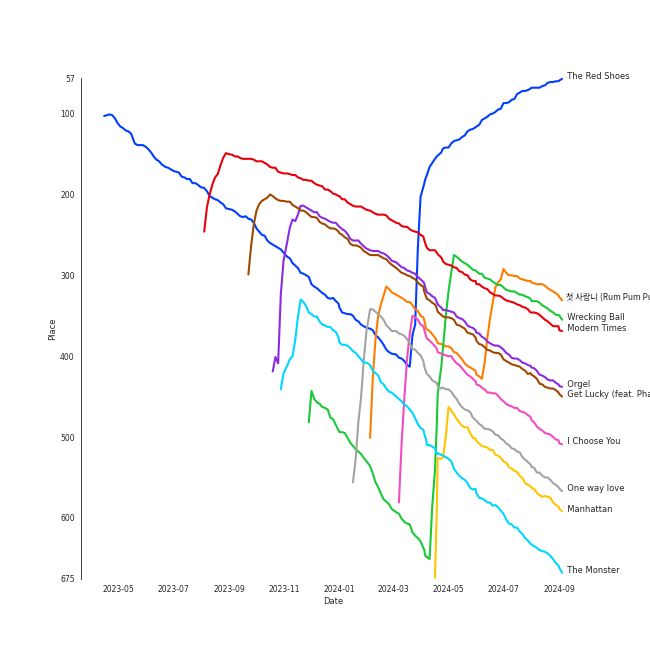 57
100
200
300
400
500
600
675
Place
2023-05
2023-07
2023-09
2023-11
2024-01
2024-03
2024-05
2024-07
2024-09
Date
The Red Shoes
첫 사랑니 (Rum Pum Pu
Wrecking Ball
Modern Times
Orgel
Get Lucky (feat. Pha
I Choose You
One way love
Manhattan
The Monster